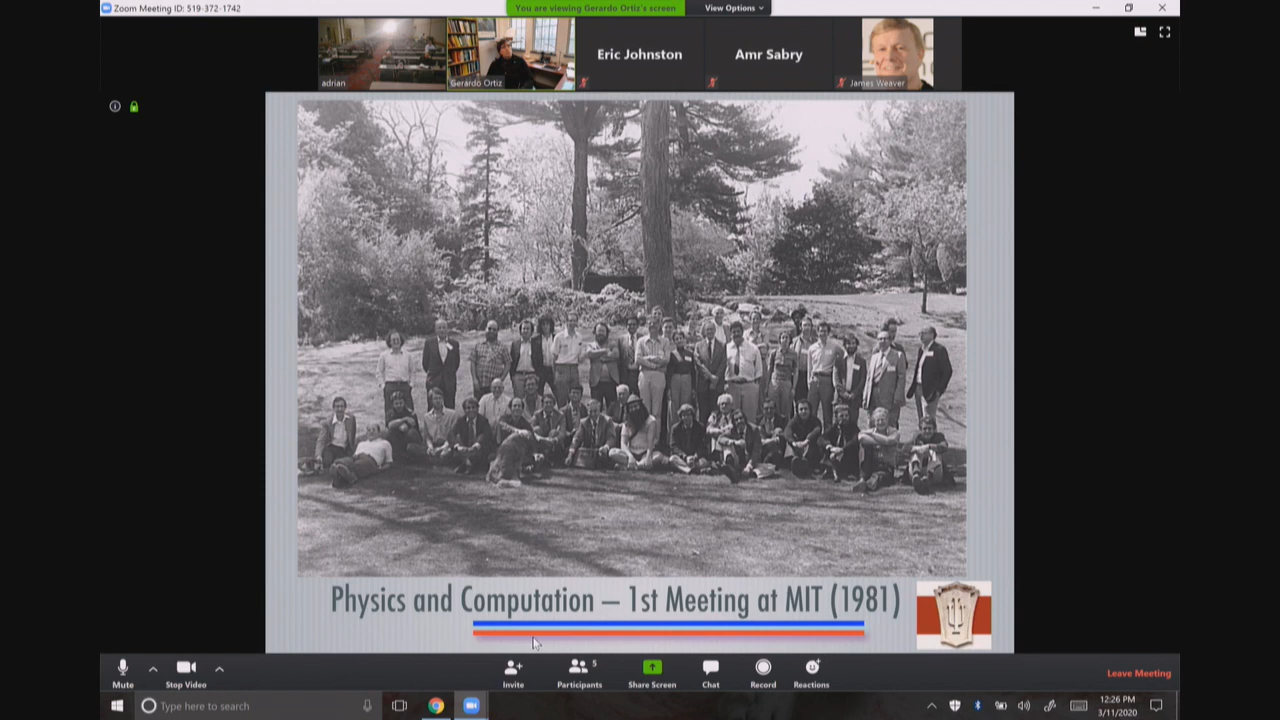 Zoom Meeting ID: 519-372-1742
You are viewing Gerardo Ortiz's screen
View Options
adrian
Gerardo Ortiz
Eric Johnston
Amr Sabry
James Weaver
Physics and Computation – 1st Meeting at MIT (1981)
Mute
Stop Video
Invite
5
Participants
Share Screen
Chat
Record
Reactions
Leave Meeting
Type here to search
12:26 PM
3/11/2020